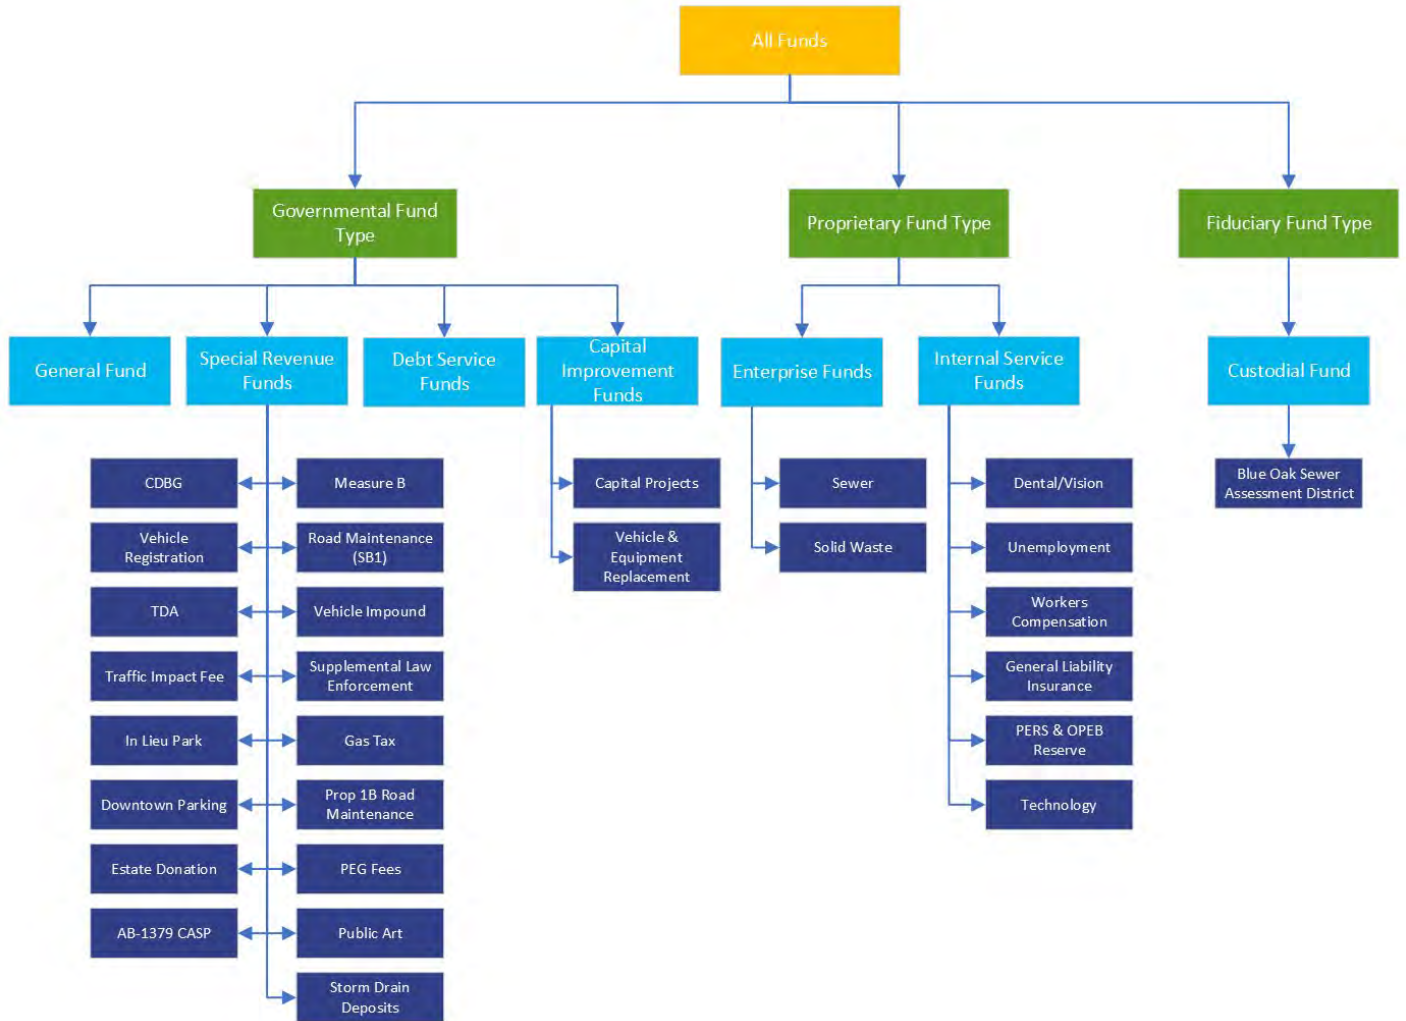 All Funds
Governmental Fund
Type
Proprietary Fund Type
Fiduciary Fund Type
General Fund
Special Revenue
Funds
Debt Service
Funds
Capital
Improvement
Funds
Enterprise Funds
Internal Service
Funds
Custodial Fund
CDBG
Measure B
Vehicle
Registration
Road Maintenance
(SB1)
TDA
Vehicle Impound
Traffic Impact Fee
Supplemental Law
Enforcement
In Lieu Park
Gas Tax
Downtown Parking
Prop 1B Road
Maintenance
Estate Donation
PEG Fees
AB-1379 CASP
Public Art
Storm Drain
Deposits
Capital Projects
Vehicle &
Equipment
Replacement
Sewer
Solid Waste
Dental/Vision
Unemployment
Workers
Compensation
General Liability
Insurance
PERS & OPEB
Reserve
Technology
Blue Oak Sewer
Assessment District